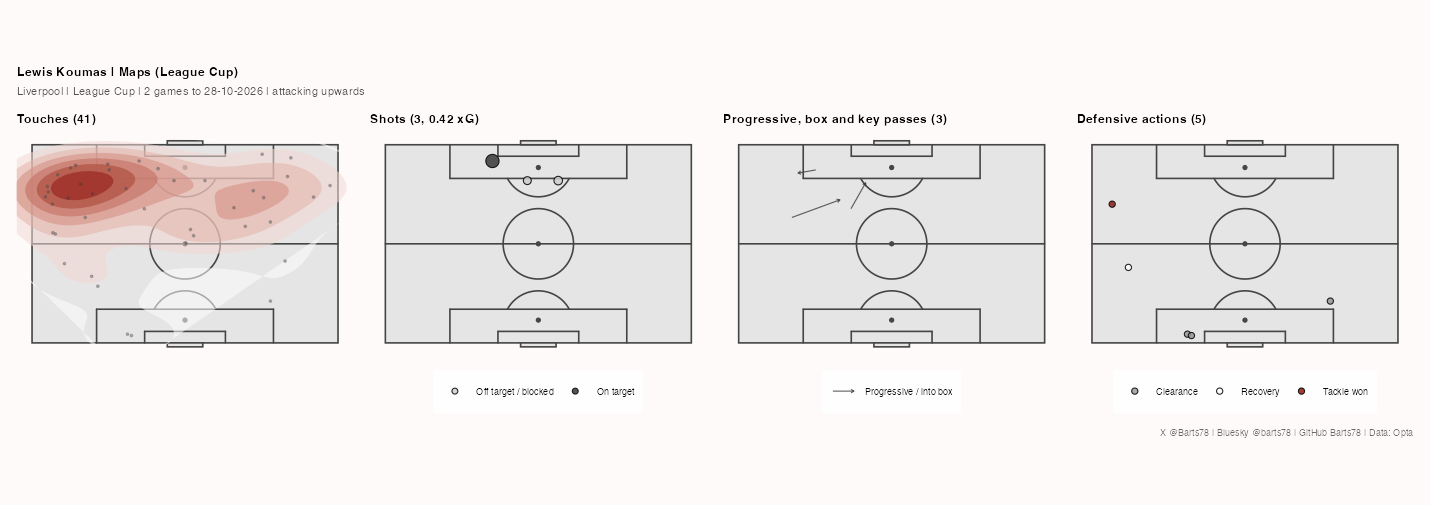 Lewis Koumas | Maps (League Cup)
Liverpool | League Cup | 2 games to 28-10-2026 | attacking upwards
Touches (41)
Shots (3, 0.42 xG)
Progressive, box and key passes (3)
Defensive actions (5)
Off target / blocked
On target
Progressive / into box
Clearance
Recovery
Tackle won
X @Barts78 | Bluesky @barts78 | GitHub Barts78 | Data: Opta